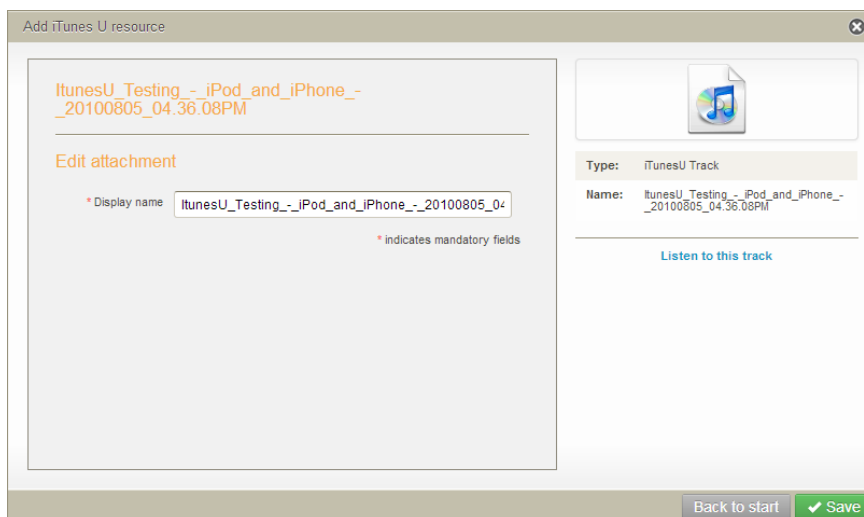 Add iTunes U resource
ItunesU_Testing_-_iPod_and_iPhone_-
_20100805_04.36.08PM
Edit attachment
* Display name
ItunesU_Testing_-_iPod_and_iPhone_-_20100805_04
* indicates mandatory fields
Type: iTunesU Track
Name: ItunesU_Testing_-_iPod_and_iPhone_-
_20100805_04.36.08PM
Listen to this track
Back to start
Save